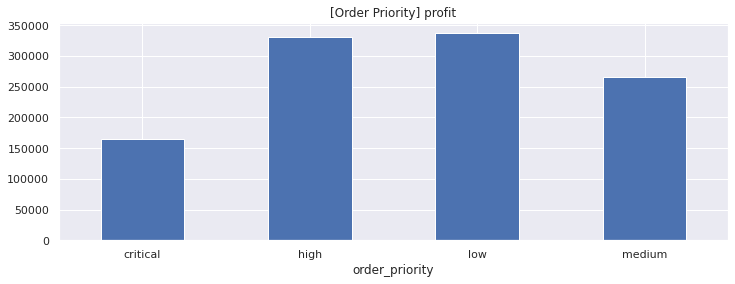 [Order Priority] profit
350000
300000
250000
200000
150000
100000
50000
0
critical high low medium
order_priority